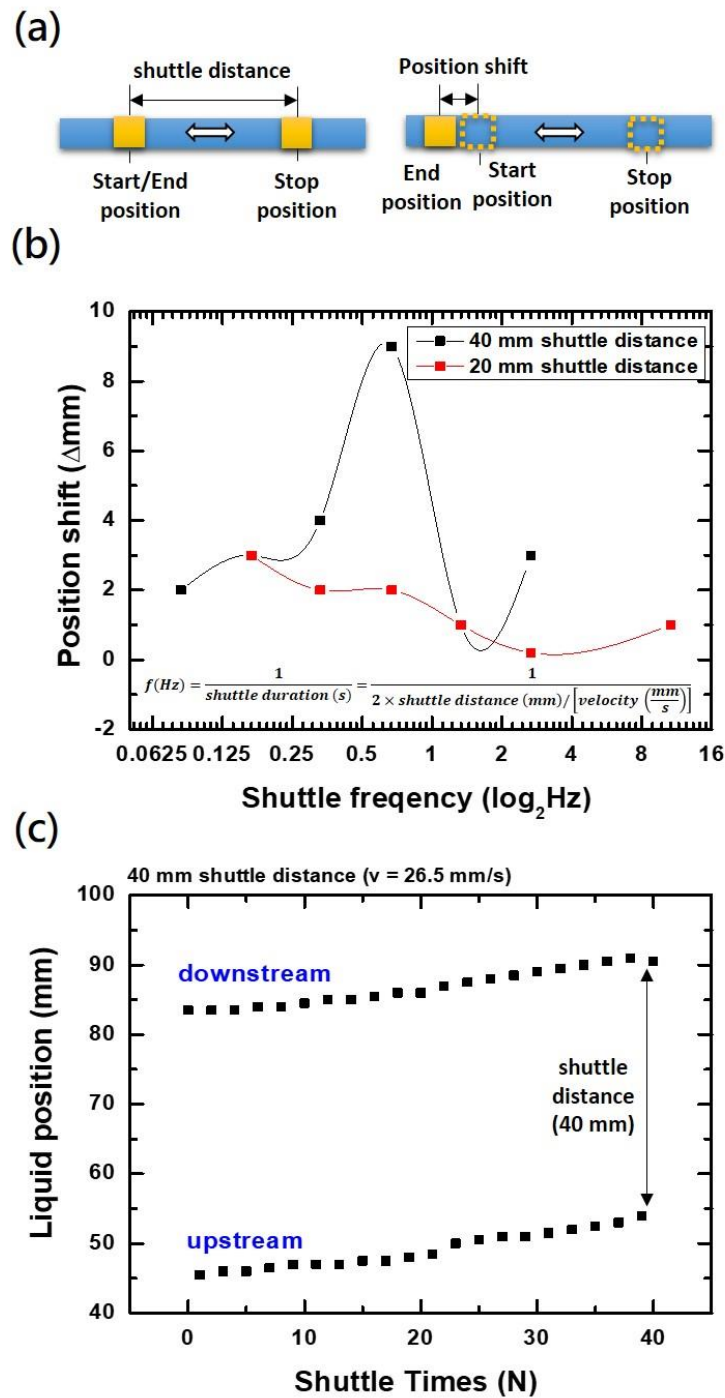 (a)
shuttle distance
Start/End position
Stop position
Position shift
End position
Start position
Stop position
(b)
10
8
6
4
2
0
-2
Position shift (Δmm)
40 mm shuttle distance
20 mm shuttle distance
f(Hz) = 1 / shuttle duration (s) = 1 / 2 × shuttle distance (mm)/[velocity (mm/s)]
0.0625 0.125 0.25 0.5 1 2 4 8 16
Shuttle freqency (log₂Hz)
(c)
40 mm shuttle distance (v = 26.5 mm/s)
100
90
80
70
60
50
40
Liquid position (mm)
downstream
shuttle
distance
(40 mm)
upstream
0 10 20 30 40
Shuttle Times (N)